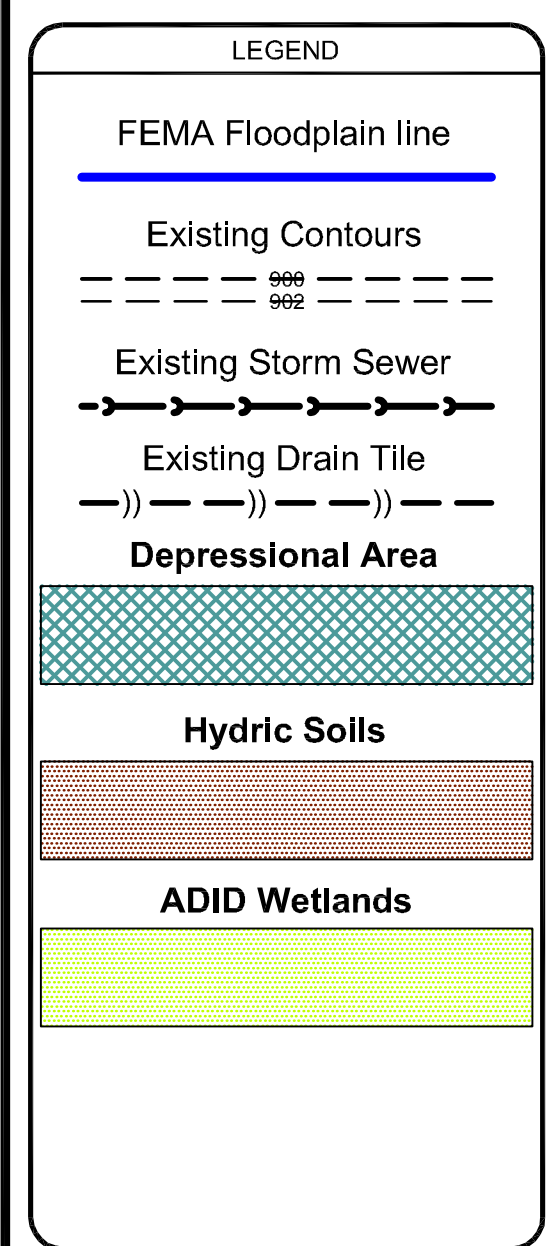 LEGEND
FEMA Floodplain line
Existing Contours
900
902
Existing Storm Sewer
Existing Drain Tile
Depressional Area
Hydric Soils
ADID Wetlands